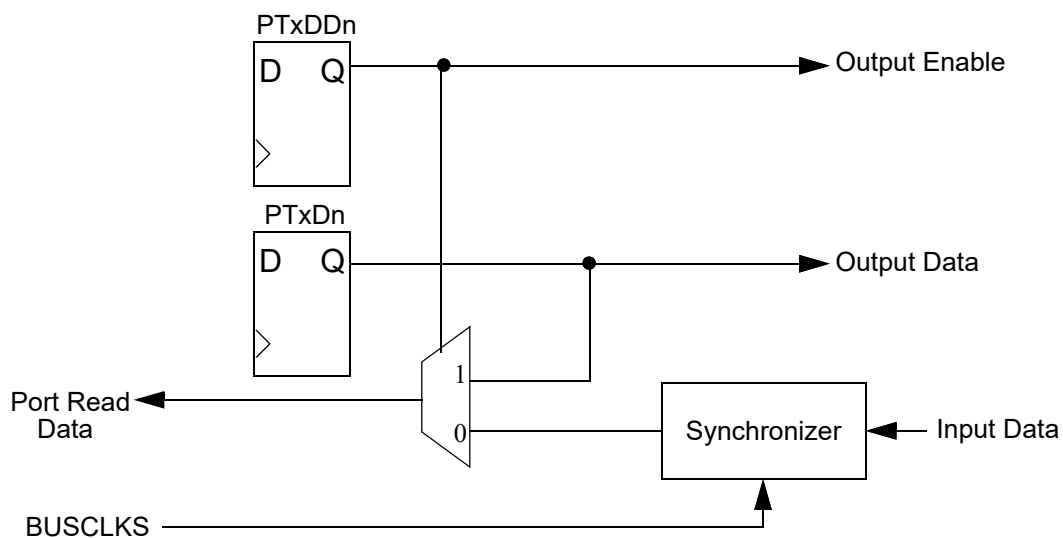 PTxDDn
D Q
Output Enable
PTxDn
D Q
Output Data
1
Port Read
Data
0
Synchronizer
Input Data
BUSCLKS